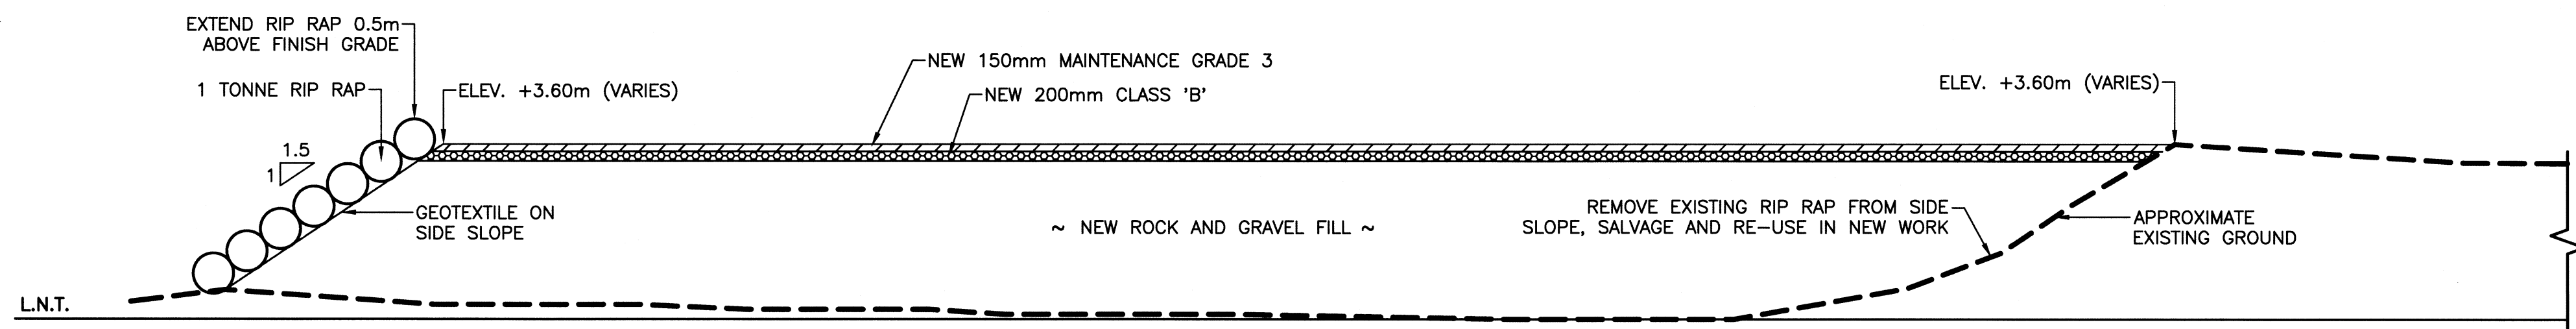 EXTEND RIP RAP 0.5m
ABOVE FINISH GRADE
1 TONNE RIP RAP
ELEV. +3.60m (VARIES)
NEW 150mm MAINTENANCE GRADE 3
NEW 200mm CLASS 'B'
ELEV. +3.60m (VARIES)
1.5
1
GEOTEXTILE ON
SIDE SLOPE
~ NEW ROCK AND GRAVEL FILL ~
REMOVE EXISTING RIP RAP FROM SIDE
SLOPE, SALVAGE AND RE-USE IN NEW WORK
APPROXIMATE
EXISTING GROUND
L.N.T.